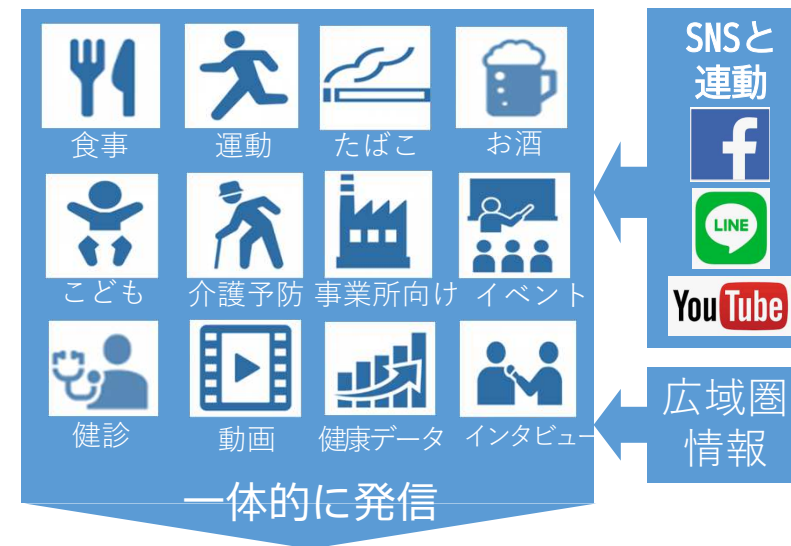 食事 運動 たばこ お酒
こども 介護予防 事業所向け イベント
健診 動画 健康データ インタビュー
一体的に発信
SNSと
連動
f
LINE
YouTube
広域圏
情報